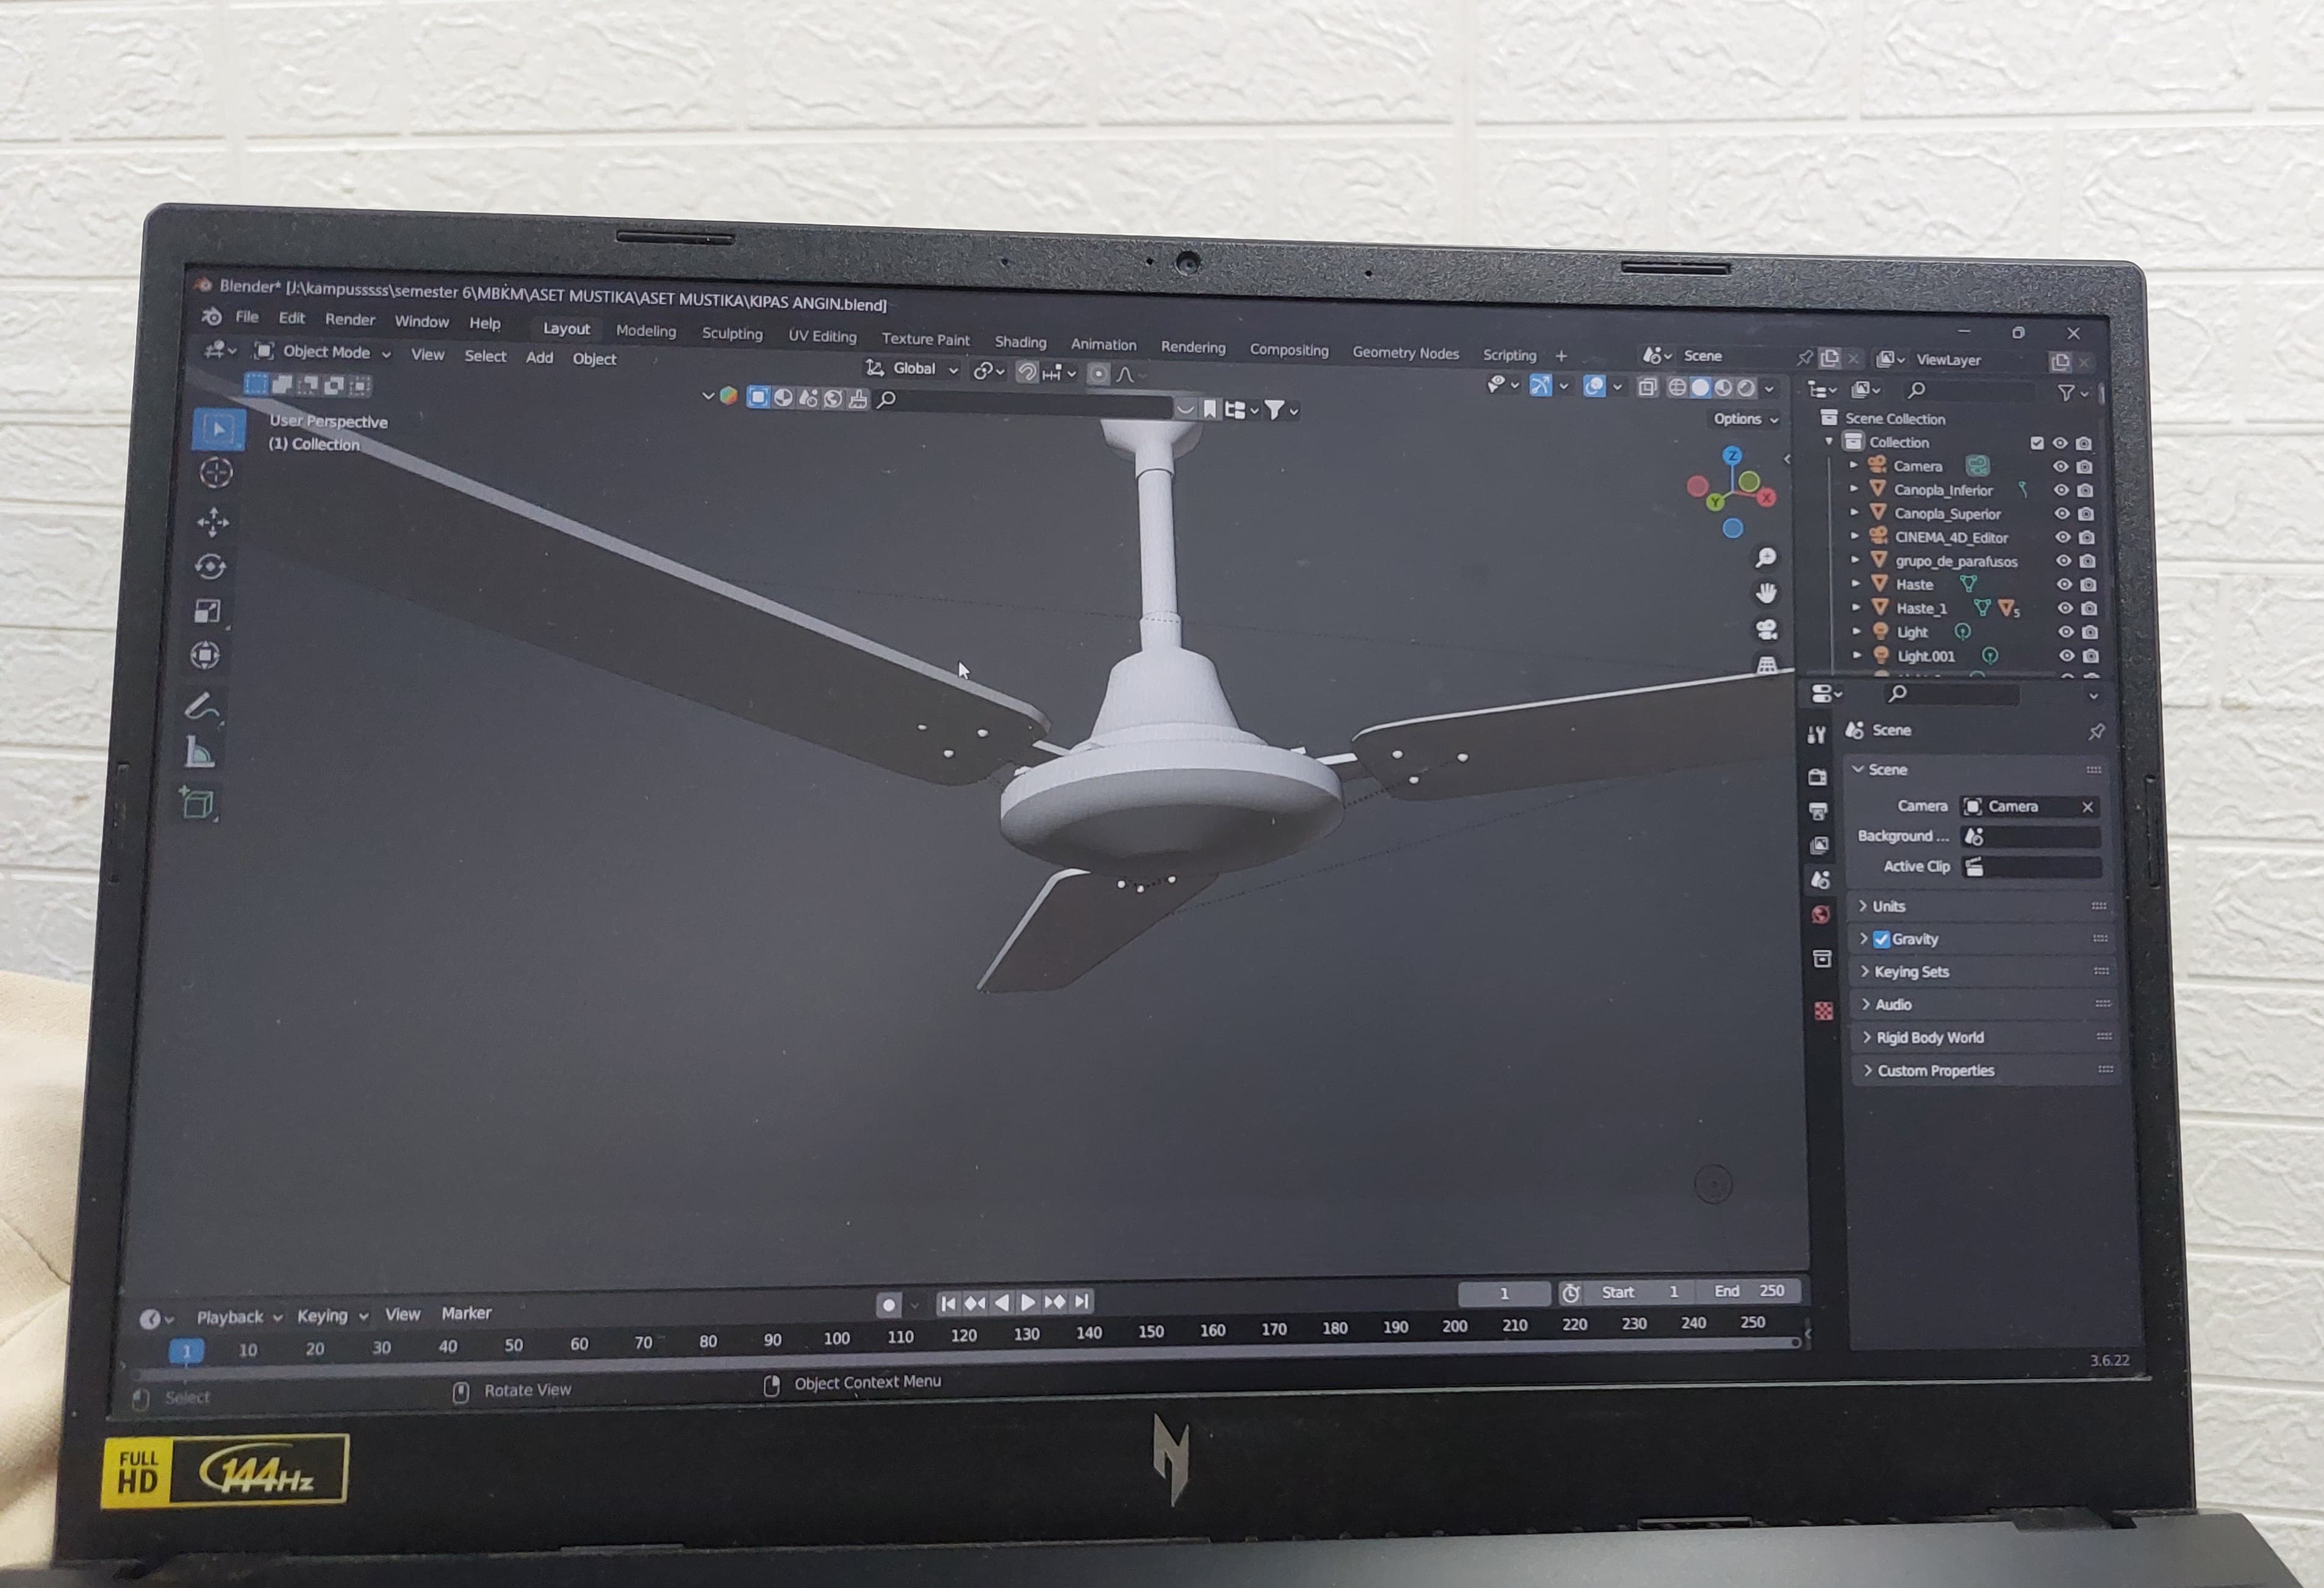 Blender* [J:\kampusssss\semester 6\MBKM\ASET MUSTIKA\ASET MUSTIKA\KIPAS ANGIN.blend]
File Edit Render Window Help Layout Modeling Sculpting UV Editing Texture Paint Shading Animation Rendering Compositing Geometry Nodes Scripting + Scene ViewLayer
Object Mode View Select Add Object Global
Options
User Perspective
(1) Collection
Z
Y
X
Scene Collection
Collection
Camera
Canopla_Inferior
Canopla_Superior
CINEMA_4D_Editor
grupo_de_parafusos
Haste
Haste_1 5
Light
Light.001
Scene
Scene
Camera Camera
Background ...
Active Clip
Units
Gravity
Keying Sets
Audio
Rigid Body World
Custom Properties
Playback Keying View Marker 1 Start 1 End 250
1 10 20 30 40 50 60 70 80 90 100 110 120 130 140 150 160 170 180 190 200 210 220 230 240 250
Select Rotate View Object Context Menu 3.6.22
FULL HD 144Hz